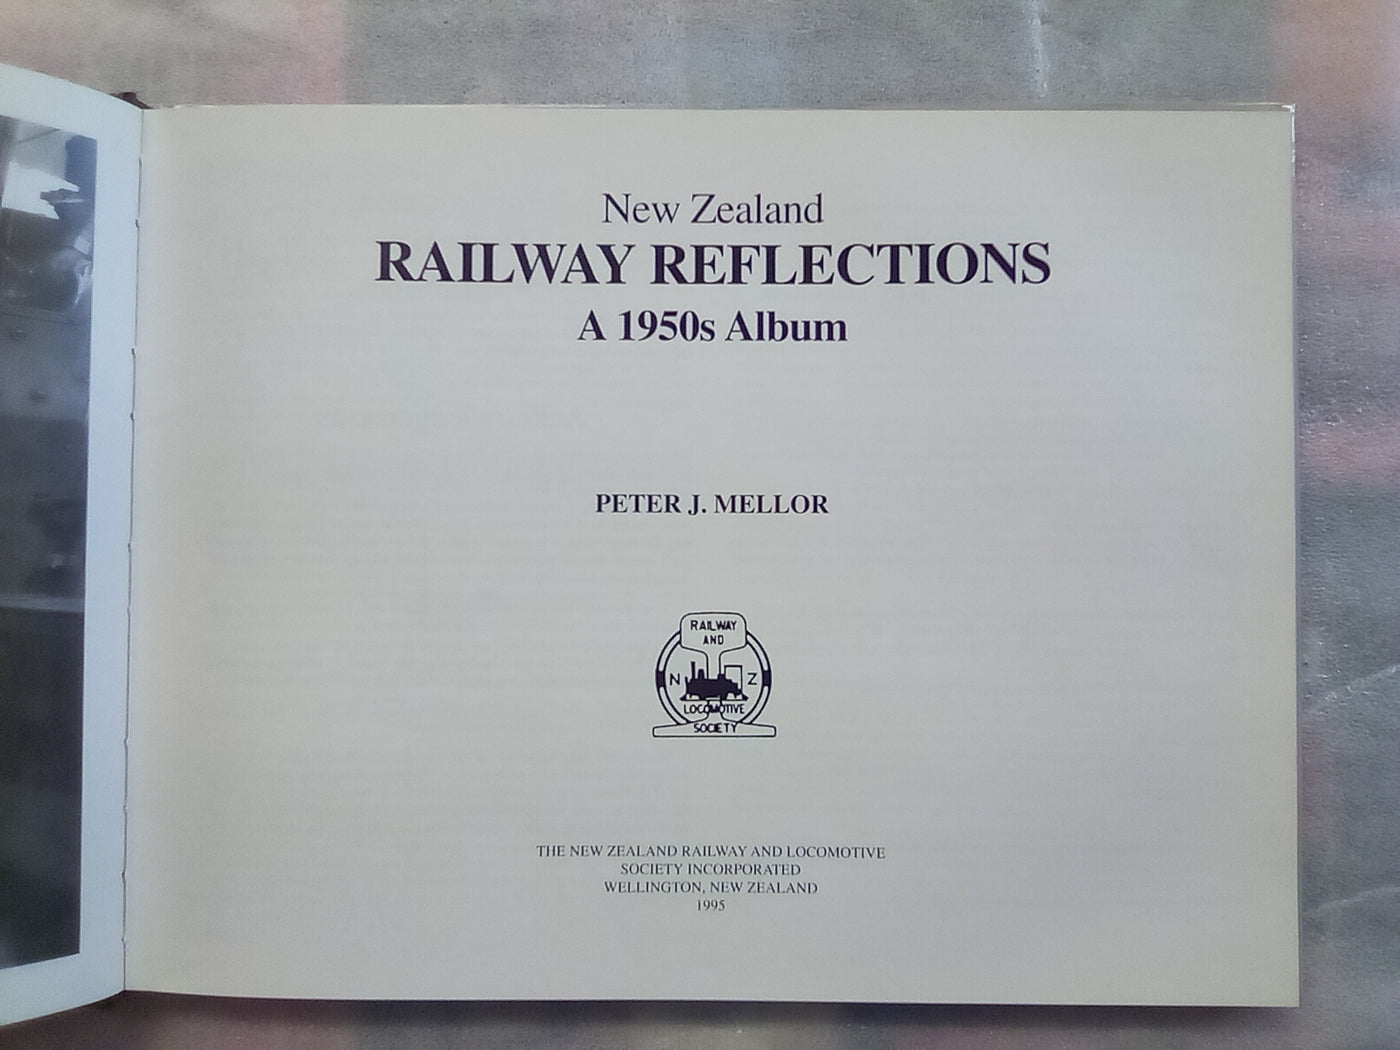 New Zealand
RAILWAY REFLECTIONS
A 1950s Album
PETER J. MELLOR
RAILWAY
AND
N Z
LOCOMOTIVE
SOCIETY
THE NEW ZEALAND RAILWAY AND LOCOMOTIVE
SOCIETY INCORPORATED
WELLINGTON, NEW ZEALAND
1995